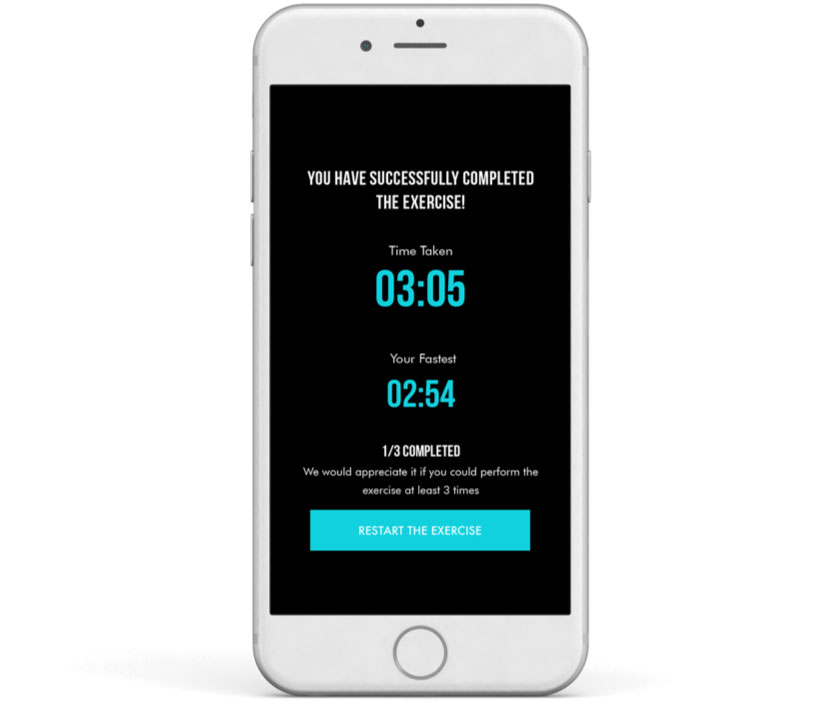 YOU HAVE SUCCESSFULLY COMPLETED
THE EXERCISE!
Time Taken
03:05
Your Fastest
02:54
1/3 COMPLETED
We would appreciate it if you could perform the
exercise at least 3 times
RESTART THE EXERCISE